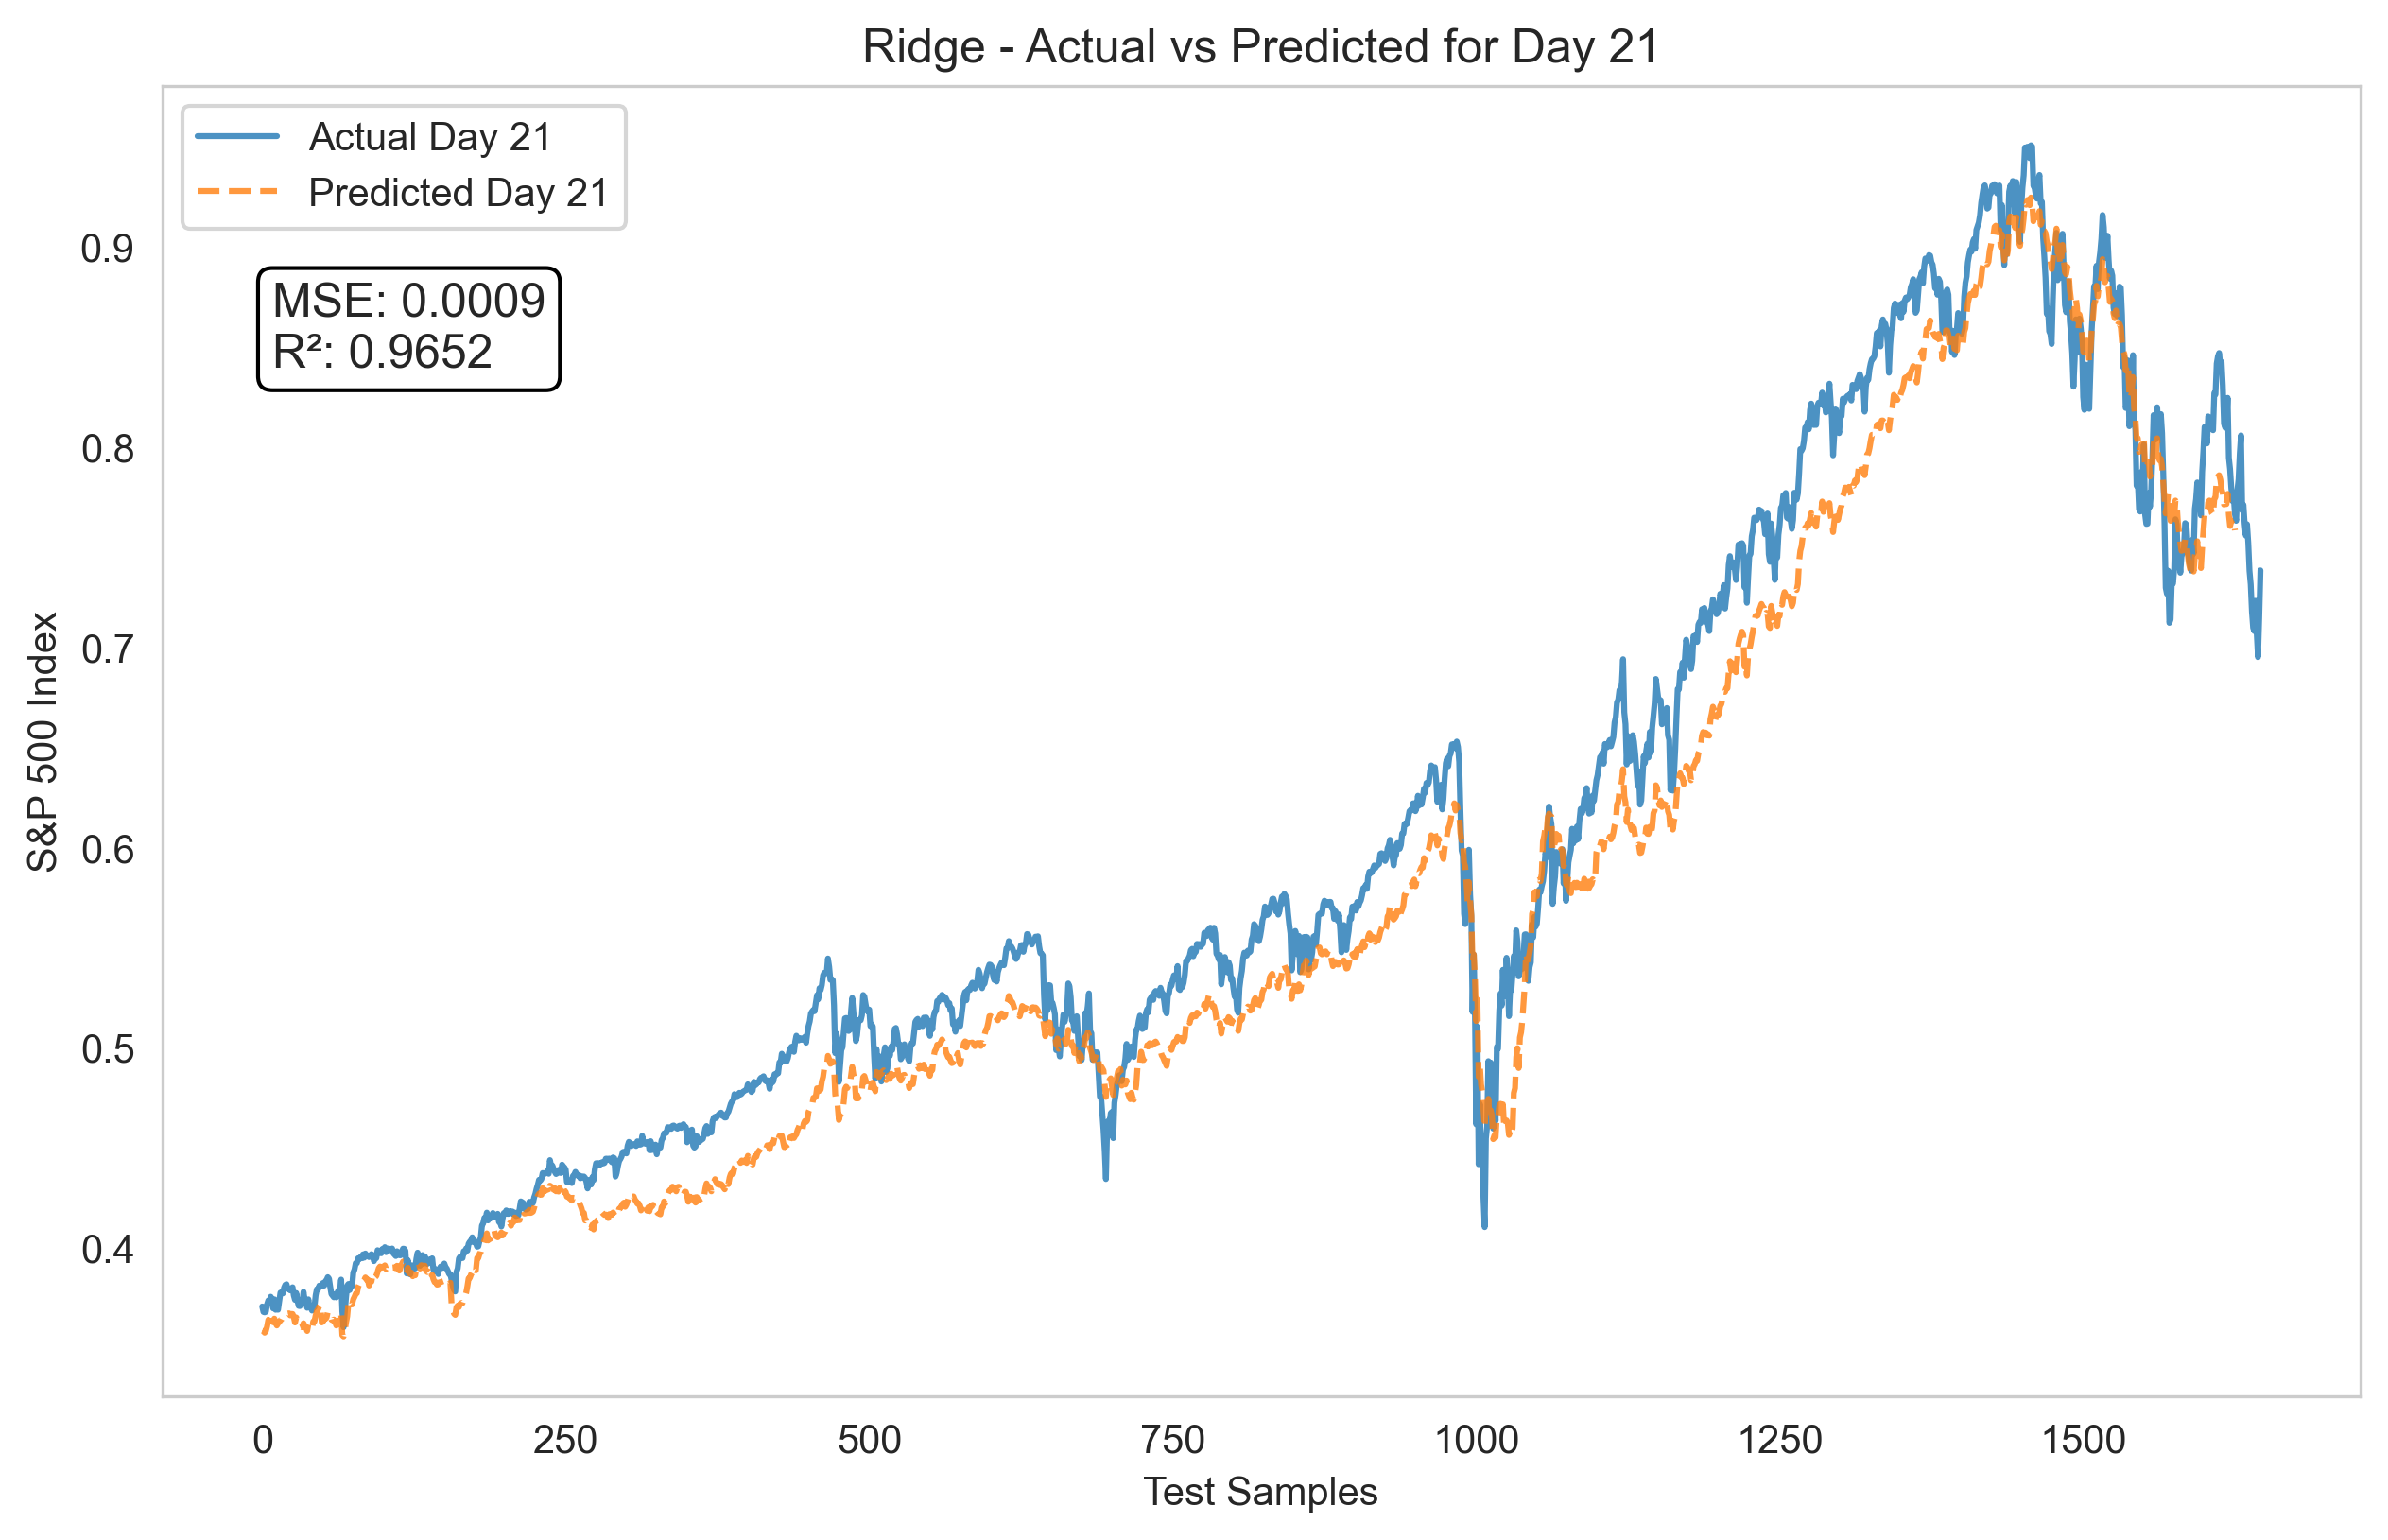 Ridge - Actual vs Predicted for Day 21
Actual Day 21
Predicted Day 21
MSE: 0.0009
R²: 0.9652
S&P 500 Index
0.9
0.8
0.7
0.6
0.5
0.4
0 250 500 750 1000 1250 1500
Test Samples